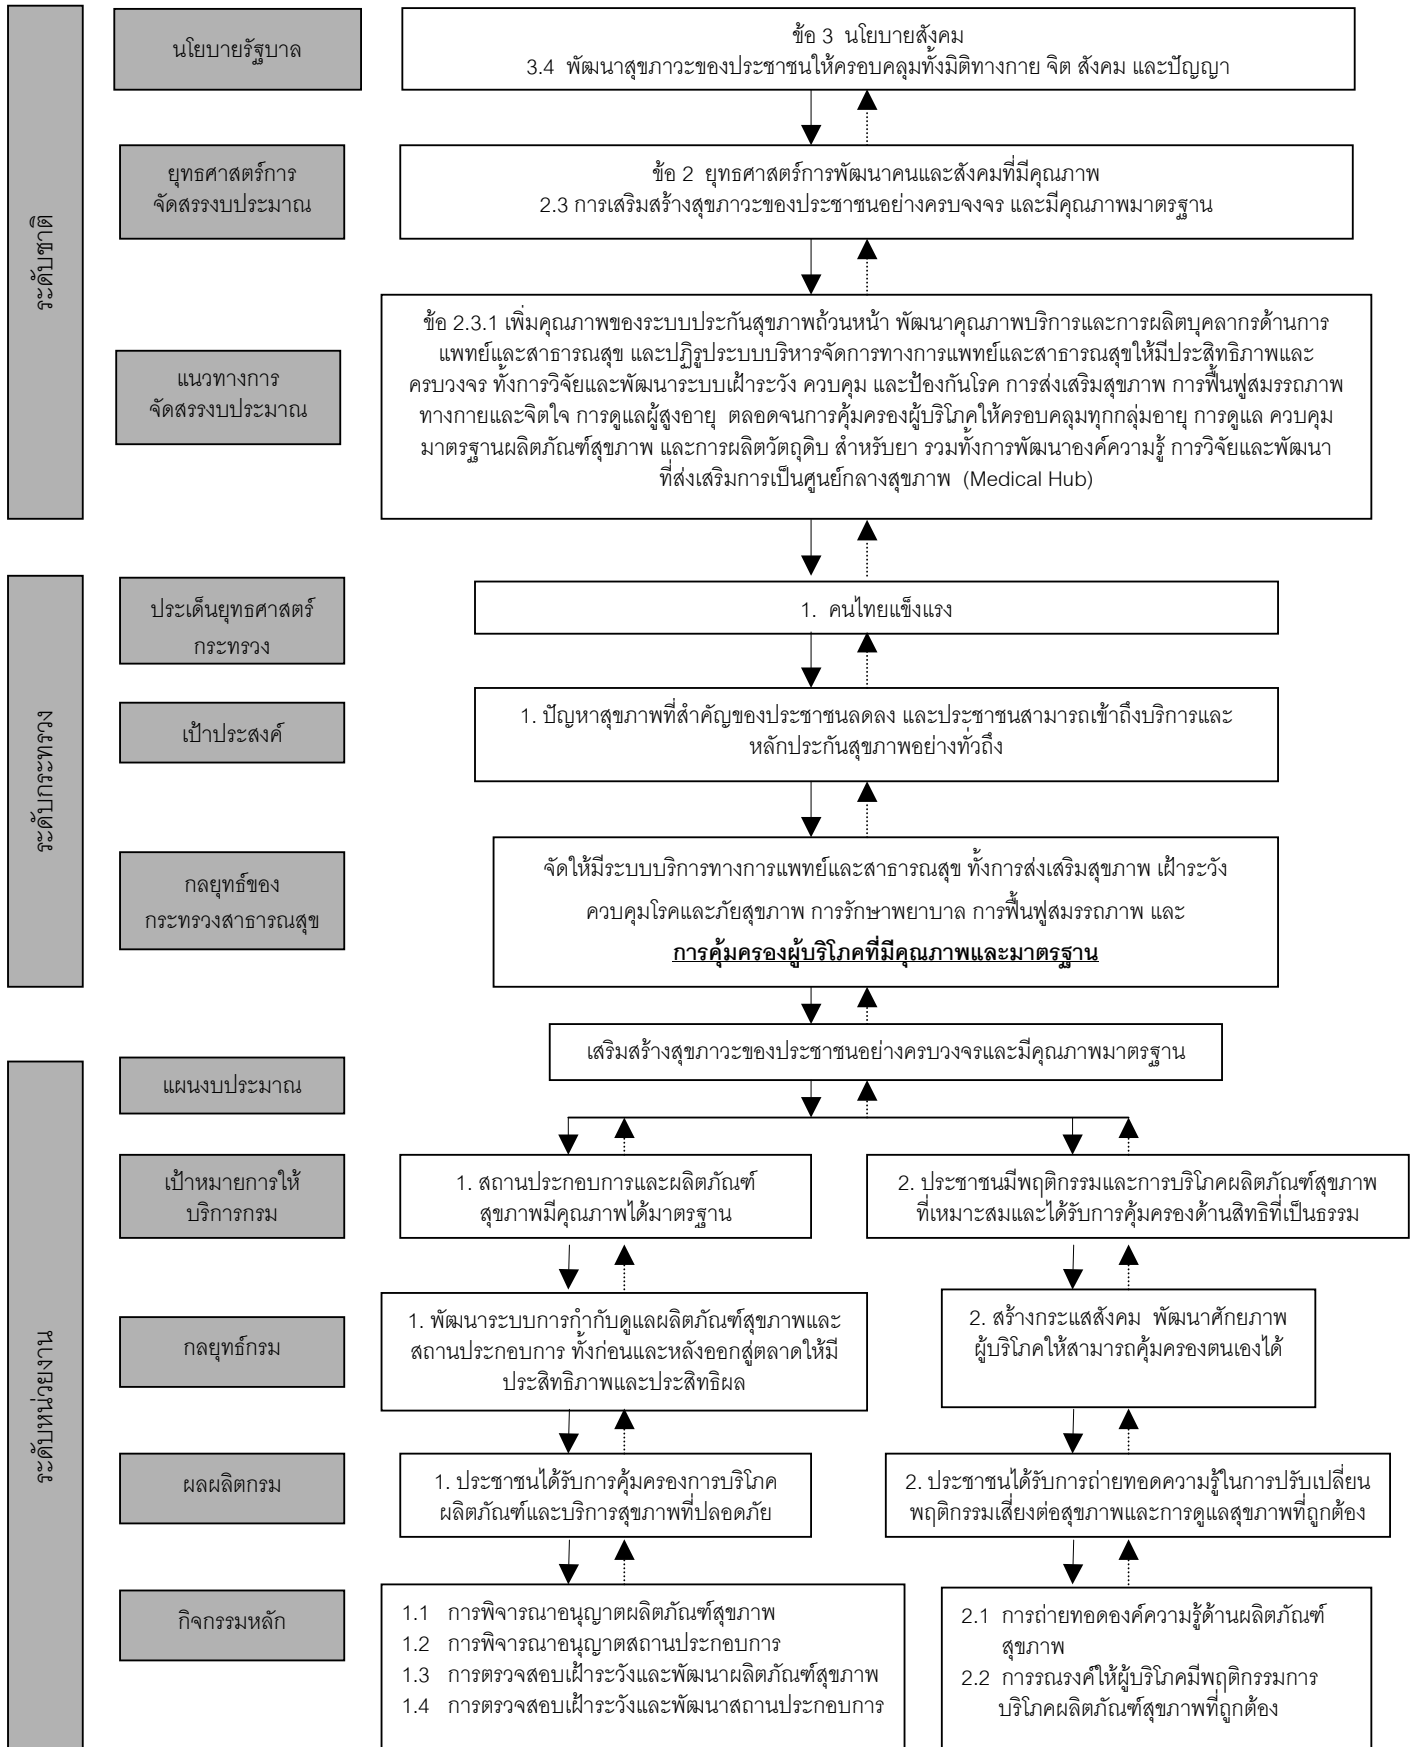 ระดับชาติ
นโยบายรัฐบาล
ข้อ 3 นโยบายสังคม
3.4 พัฒนาสุขภาวะของประชาชนให้ครอบคลุมทั้งมิติทางกาย จิต สังคม และปัญญา
ยุทธศาสตร์การ
จัดสรรงบประมาณ
ข้อ 2 ยุทธศาสตร์การพัฒนาคนและสังคมที่มีคุณภาพ
2.3 การเสริมสร้างสุขภาวะของประชาชนอย่างครบจงจร และมีคุณภาพมาตรฐาน
แนวทางการ
จัดสรรงบประมาณ
ข้อ 2.3.1 เพิ่มคุณภาพของระบบประกันสุขภาพถ้วนหน้า พัฒนาคุณภาพบริการและการผลิตบุคลากรด้านการ
แพทย์และสาธารณสุข และปฏิรูประบบบริหารจัดการทางการแพทย์และสาธารณสุขให้มีประสิทธิภาพและ
ครบวงจร ทั้งการวิจัยและพัฒนาระบบเฝ้าระวัง ควบคุม และป้องกันโรค การส่งเสริมสุขภาพ การฟื้นฟูสมรรถภาพ
ทางกายและจิตใจ การดูแลผู้สูงอายุ ตลอดจนการคุ้มครองผู้บริโภคให้ครอบคลุมทุกกลุ่มอายุ การดูแล ควบคุม
มาตรฐานผลิตภัณฑ์สุขภาพ และการผลิตวัตถุดิบ สำหรับยา รวมทั้งการพัฒนาองค์ความรู้ การวิจัยและพัฒนา
ที่ส่งเสริมการเป็นศูนย์กลางสุขภาพ (Medical Hub)
ระดับกระทรวง
ประเด็นยุทธศาสตร์
กระทรวง
1. คนไทยแข็งแรง
เป้าประสงค์
1. ปัญหาสุขภาพที่สำคัญของประชาชนลดลง และประชาชนสามารถเข้าถึงบริการและ
หลักประกันสุขภาพอย่างทั่วถึง
กลยุทธ์ของ
กระทรวงสาธารณสุข
จัดให้มีระบบบริการทางการแพทย์และสาธารณสุข ทั้งการส่งเสริมสุขภาพ เฝ้าระวัง
ควบคุมโรคและภัยสุขภาพ การรักษาพยาบาล การฟื้นฟูสมรรถภาพ และ
การคุ้มครองผู้บริโภคที่มีคุณภาพและมาตรฐาน
ระดับหน่วยงาน
แผนงบประมาณ
เสริมสร้างสุขภาวะของประชาชนอย่างครบวงจรและมีคุณภาพมาตรฐาน
เป้าหมายการให้
บริการกรม
1. สถานประกอบการและผลิตภัณฑ์
สุขภาพมีคุณภาพได้มาตรฐาน
2. ประชาชนมีพฤติกรรมและการบริโภคผลิตภัณฑ์สุขภาพ
ที่เหมาะสมและได้รับการคุ้มครองด้านสิทธิที่เป็นธรรม
กลยุทธ์กรม
1. พัฒนาระบบการกำกับดูแลผลิตภัณฑ์สุขภาพและ
สถานประกอบการ ทั้งก่อนและหลังออกสู่ตลาดให้มี
ประสิทธิภาพและประสิทธิผล
2. สร้างกระแสสังคม พัฒนาศักยภาพ
ผู้บริโภคให้สามารถคุ้มครองตนเองได้
ผลผลิตกรม
1. ประชาชนได้รับการคุ้มครองการบริโภค
ผลิตภัณฑ์และบริการสุขภาพที่ปลอดภัย
2. ประชาชนได้รับการถ่ายทอดความรู้ในการปรับเปลี่ยน
พฤติกรรมเสี่ยงต่อสุขภาพและการดูแลสุขภาพที่ถูกต้อง
กิจกรรมหลัก
1.1 การพิจารณาอนุญาตผลิตภัณฑ์สุขภาพ
1.2 การพิจารณาอนุญาตสถานประกอบการ
1.3 การตรวจสอบเฝ้าระวังและพัฒนาผลิตภัณฑ์สุขภาพ
1.4 การตรวจสอบเฝ้าระวังและพัฒนาสถานประกอบการ
2.1 การถ่ายทอดองค์ความรู้ด้านผลิตภัณฑ์
สุขภาพ
2.2 การรณรงค์ให้ผู้บริโภคมีพฤติกรรมการ
บริโภคผลิตภัณฑ์สุขภาพที่ถูกต้อง